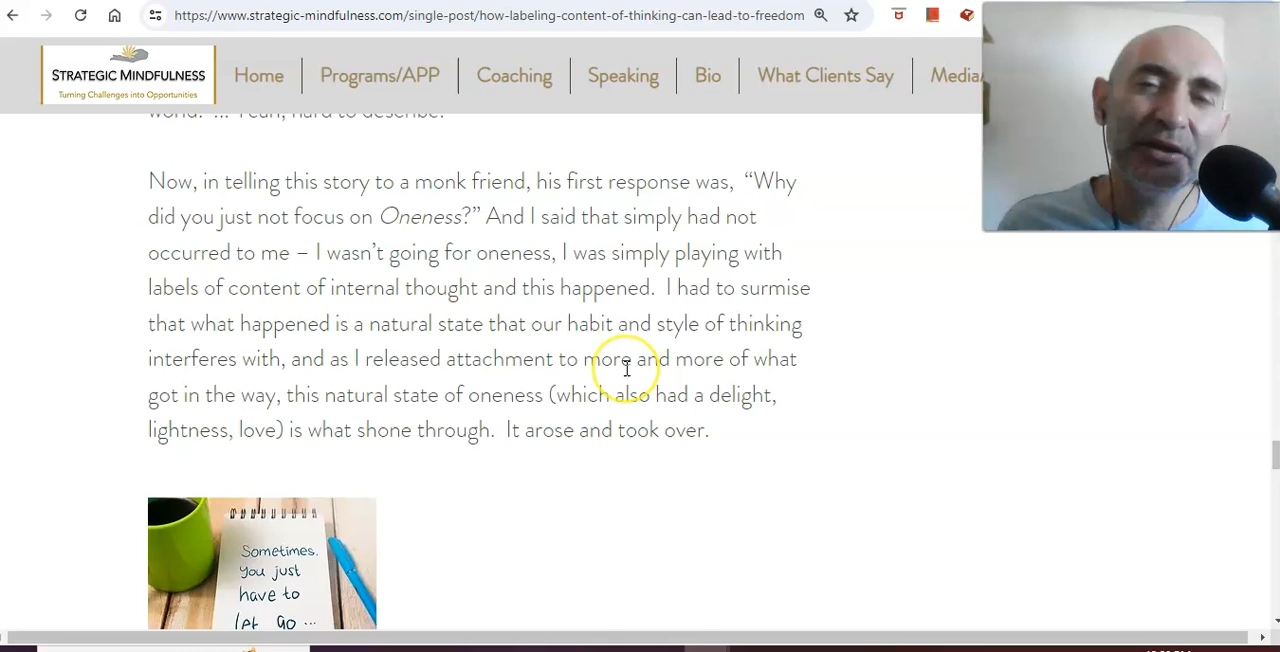 https://www.strategic-mindfulness.com/single-post/how-labeling-content-of-thinking-can-lead-to-freedom
STRATEGIC MINDFULNESS
Turning Challenges into Opportunities
Home
Programs/APP
Coaching
Speaking
Bio
What Clients Say
Media/
world. ... Yeah, hard to describe.
Now, in telling this story to a monk friend, his first response was,  “Why
did you just not focus on Oneness?” And I said that simply had not
occurred to me – I wasn’t going for oneness, I was simply playing with
labels of content of internal thought and this happened.  I had to surmise
that what happened is a natural state that our habit and style of thinking
interferes with, and as I released attachment to more and more of what
got in the way, this natural state of oneness (which also had a delight,
lightness, love) is what shone through.  It arose and took over.
Sometimes,
you just
have to
let go ...